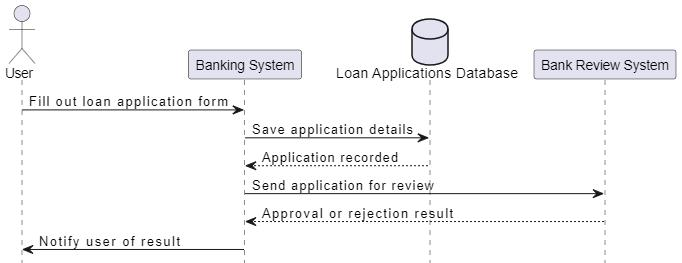 User
Banking System
Loan Applications Database
Bank Review System
Fill out loan application form
Save application details
Application recorded
Send application for review
Approval or rejection result
Notify user of result